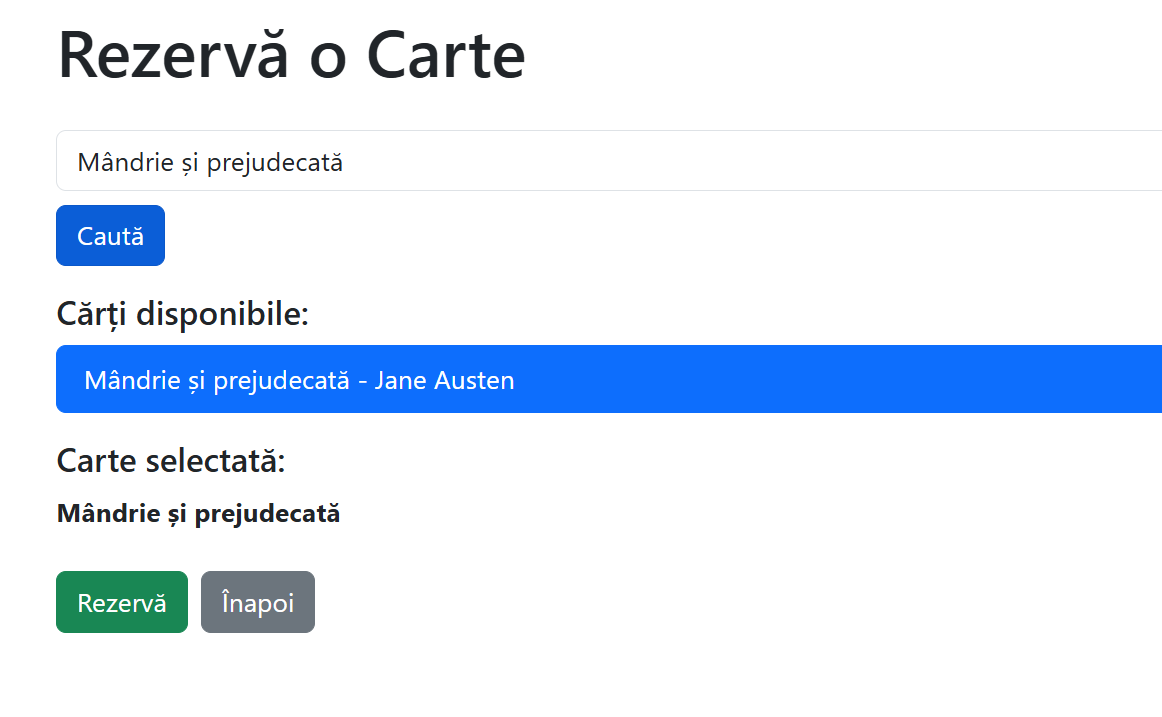 Rezervă o Carte
Mândrie și prejudecată
Caută
Cărți disponibile:
Mândrie și prejudecată - Jane Austen
Carte selectată:
Mândrie și prejudecată
Rezervă Înapoi